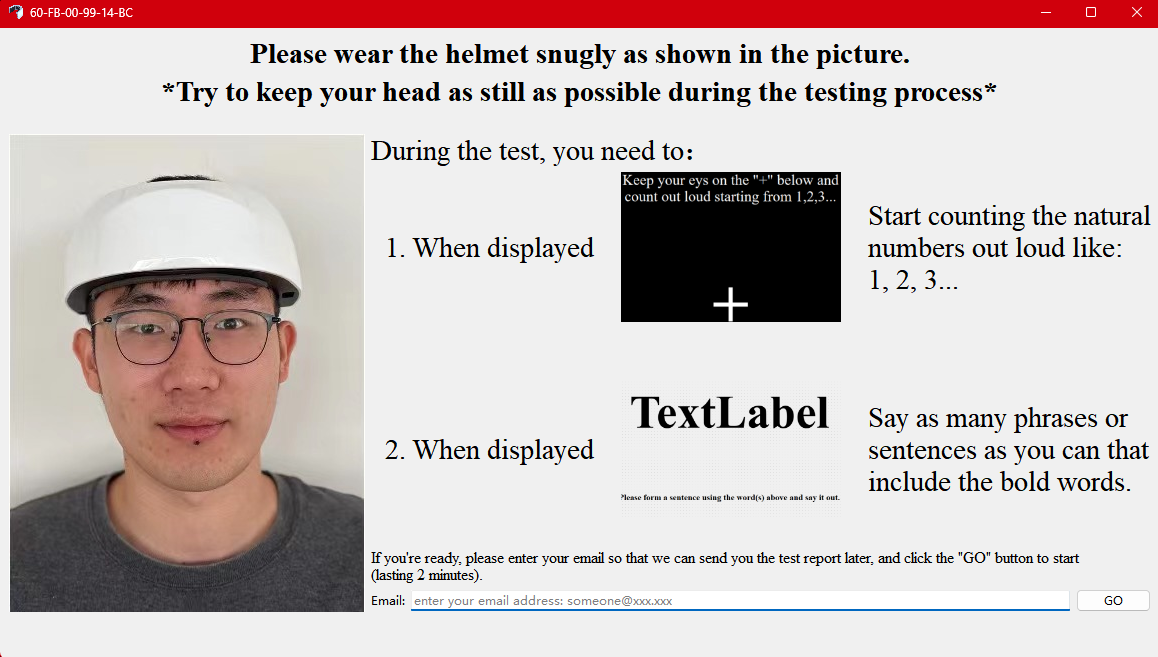 60-FB-00-99-14-BC
Please wear the helmet snugly as shown in the picture.
*Try to keep your head as still as possible during the testing process*
During the test, you need to：
1. When displayed
Keep your eys on the "+" below and
count out loud starting from 1,2,3...
+
Start counting the natural
numbers out loud like:
1, 2, 3...
2. When displayed
TextLabel
Please form a sentence using the word(s) above and say it out.
Say as many phrases or
sentences as you can that
include the bold words.
If you're ready, please enter your email so that we can send you the test report later, and click the "GO" button to start
(lasting 2 minutes).
Email: enter your email address: someone@xxx.xxx GO